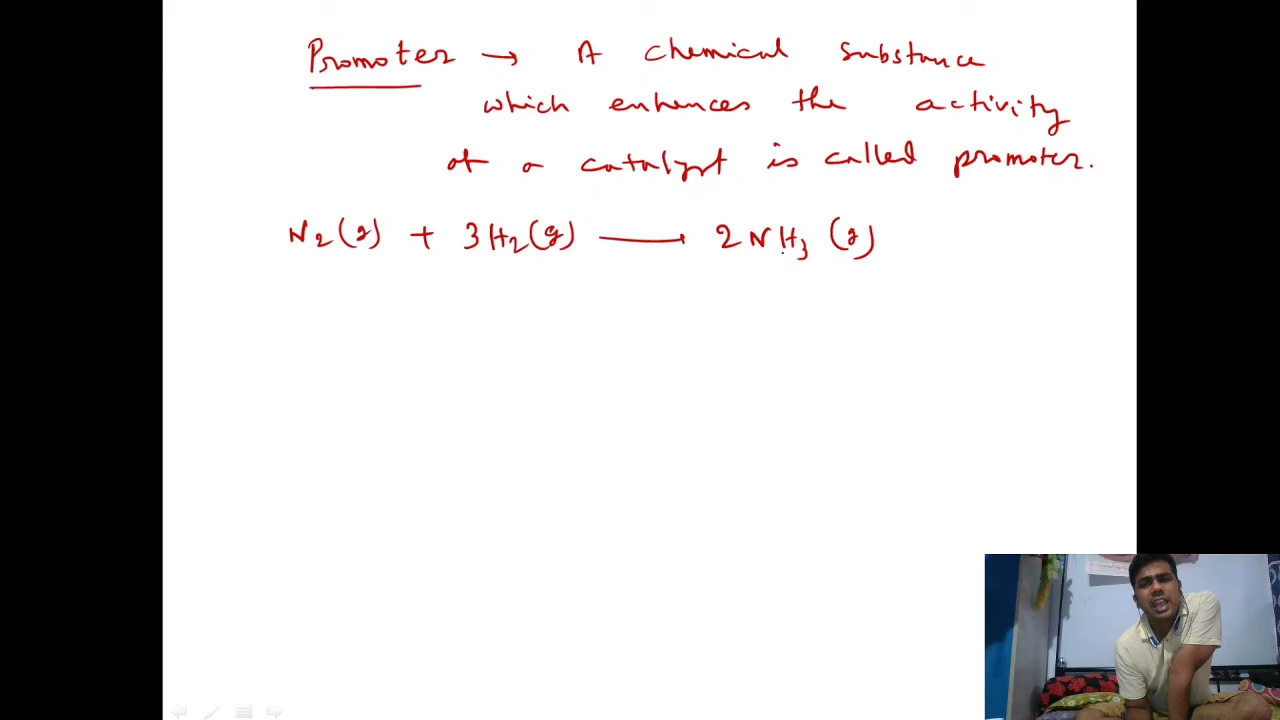 Promoter → A chemical substance
which enhances the activity
of a catalyst is called promoter.
N₂(g) + 3H₂(g) ⟶ 2NH₃(g)